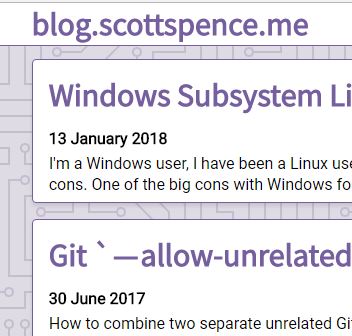 blog.scottspence.me
Windows Subsystem Li
13 January 2018
I'm a Windows user, I have been a Linux use
cons. One of the big cons with Windows fo
Git `—allow-unrelated
30 June 2017
How to combine two separate unrelated Gi